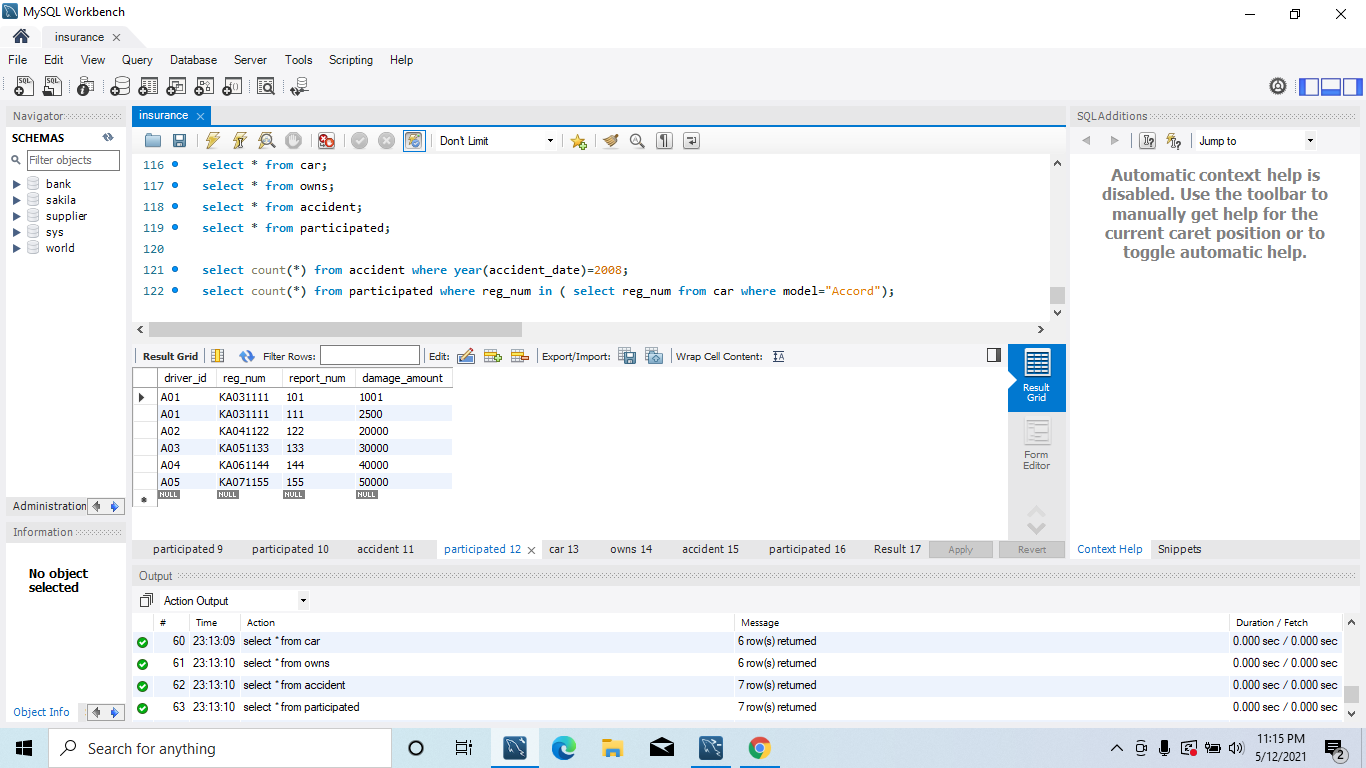 MySQL Workbench
insurance
File Edit View Query Database Server Tools Scripting Help
Navigator
SCHEMAS
Filter objects
bank
sakila
supplier
sys
world
Administration
Information
No object
selected
Object Info
insurance
Don't Limit
116 select * from car;
117 select * from owns;
118 select * from accident;
119 select * from participated;
120
121 select count(*) from accident where year(accident_date)=2008;
122 select count(*) from participated where reg_num in ( select reg_num from car where model="Accord");
Result Grid Filter Rows: Edit: Export/Import: Wrap Cell Content:
driver_id reg_num report_num damage_amount
A01 KA031111 101 1001
A01 KA031111 111 2500
A02 KA041122 122 20000
A03 KA051133 133 30000
A04 KA061144 144 40000
A05 KA071155 155 50000
NULL NULL NULL NULL
Result
Grid
Form
Editor
participated 9 participated 10 accident 11 participated 12 car 13 owns 14 accident 15 participated 16 Result 17 Apply Revert
SQLAdditions
Jump to
Automatic context help is
disabled. Use the toolbar to
manually get help for the
current caret position or to
toggle automatic help.
Context Help Snippets
Output
Action Output
# Time Action Message Duration / Fetch
60 23:13:09 select * from car 6 row(s) returned 0.000 sec / 0.000 sec
61 23:13:10 select * from owns 6 row(s) returned 0.000 sec / 0.000 sec
62 23:13:10 select * from accident 7 row(s) returned 0.000 sec / 0.000 sec
63 23:13:10 select * from participated 7 row(s) returned 0.000 sec / 0.000 sec
Search for anything
11:15 PM
5/12/2021
2